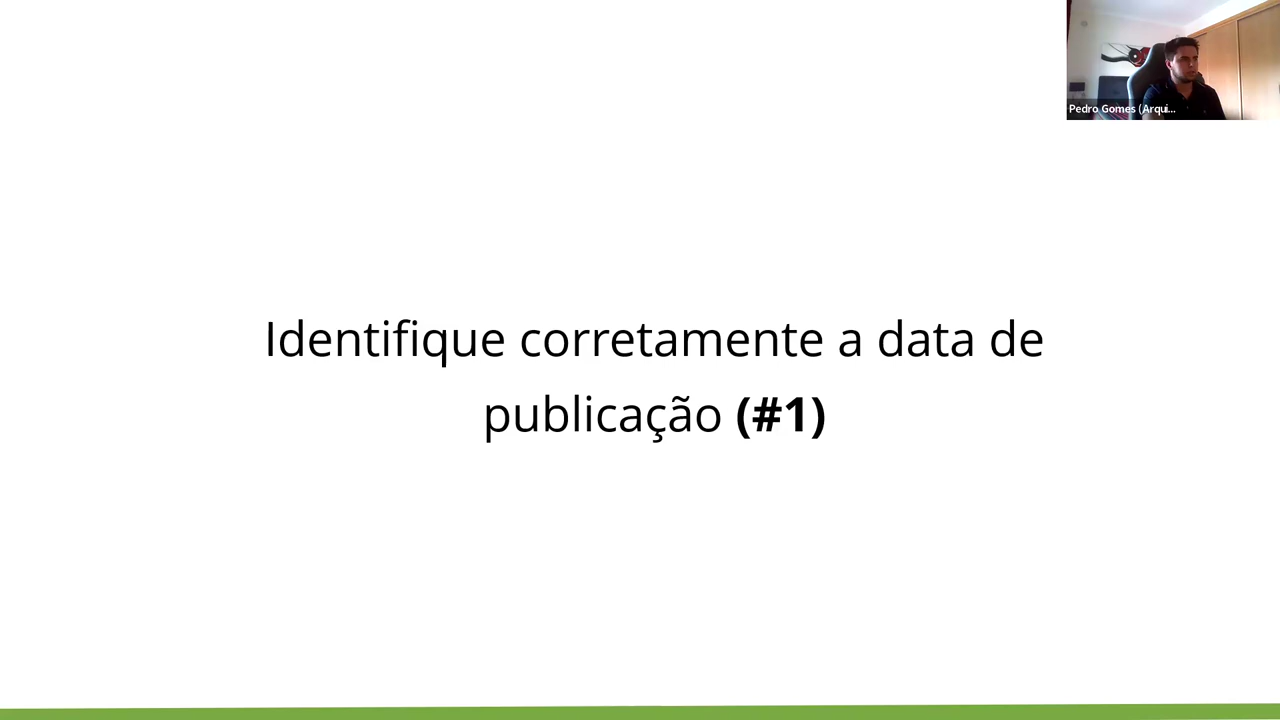 Pedro Gomes (Arqui...
Identifique corretamente a data de
publicação (#1)